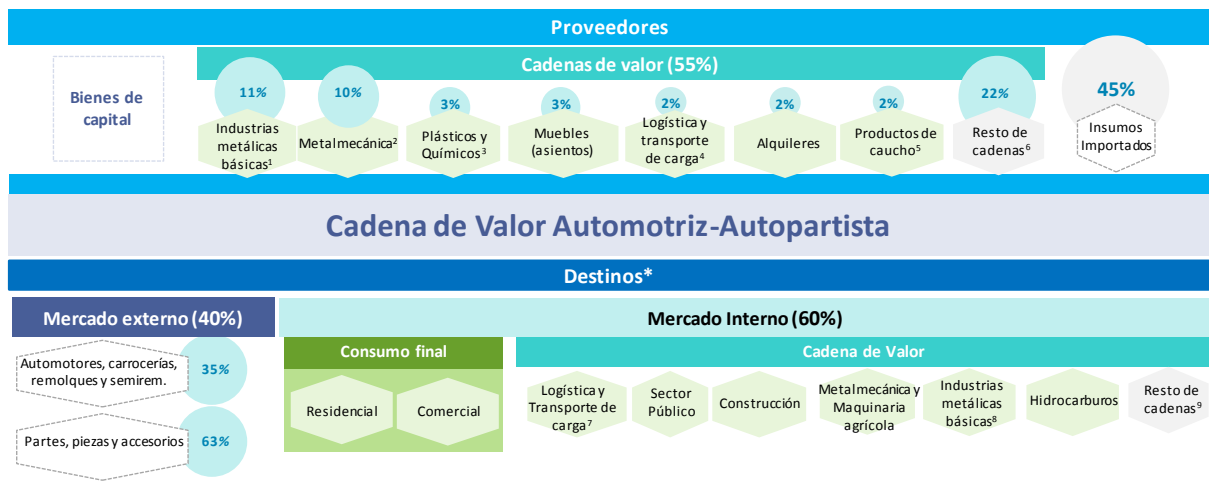 Proveedores
Cadenas de valor (55%)
Bienes de
capital
11%
Industrias
metálicas
básicas¹
10%
Metalmecánica²
3%
Plásticos y
Químicos³
3%
Muebles
(asientos)
2%
Logística y
transporte
de carga⁴
2%
Alquileres
2%
Productos de
caucho⁵
22%
Resto de
cadenas⁶
45%
Insumos
Importados
Cadena de Valor Automotriz-Autopartista
Destinos*
Mercado externo (40%)
Automotores, carrocerías,
remolques y semirem.
35%
Partes, piezas y accesorios
63%
Mercado Interno (60%)
Consumo final
Residencial
Comercial
Cadena de Valor
Logística y
Transporte de
carga⁷
Sector
Público
Construcción
Metalmecánica y
Maquinaria
agrícola
Industrias
metálicas
básicas⁸
Hidrocarburos
Resto de
cadenas⁹